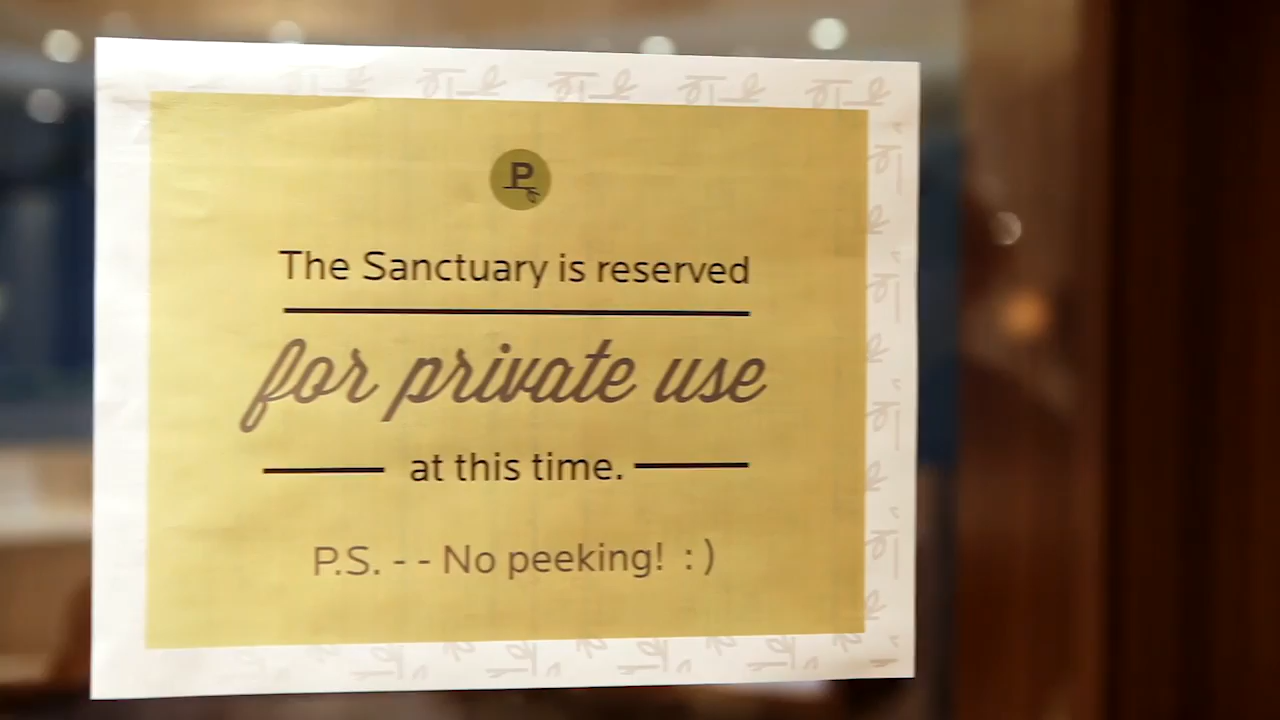 P
The Sanctuary is reserved
for private use
at this time.
P.S. - - No peeking! :)